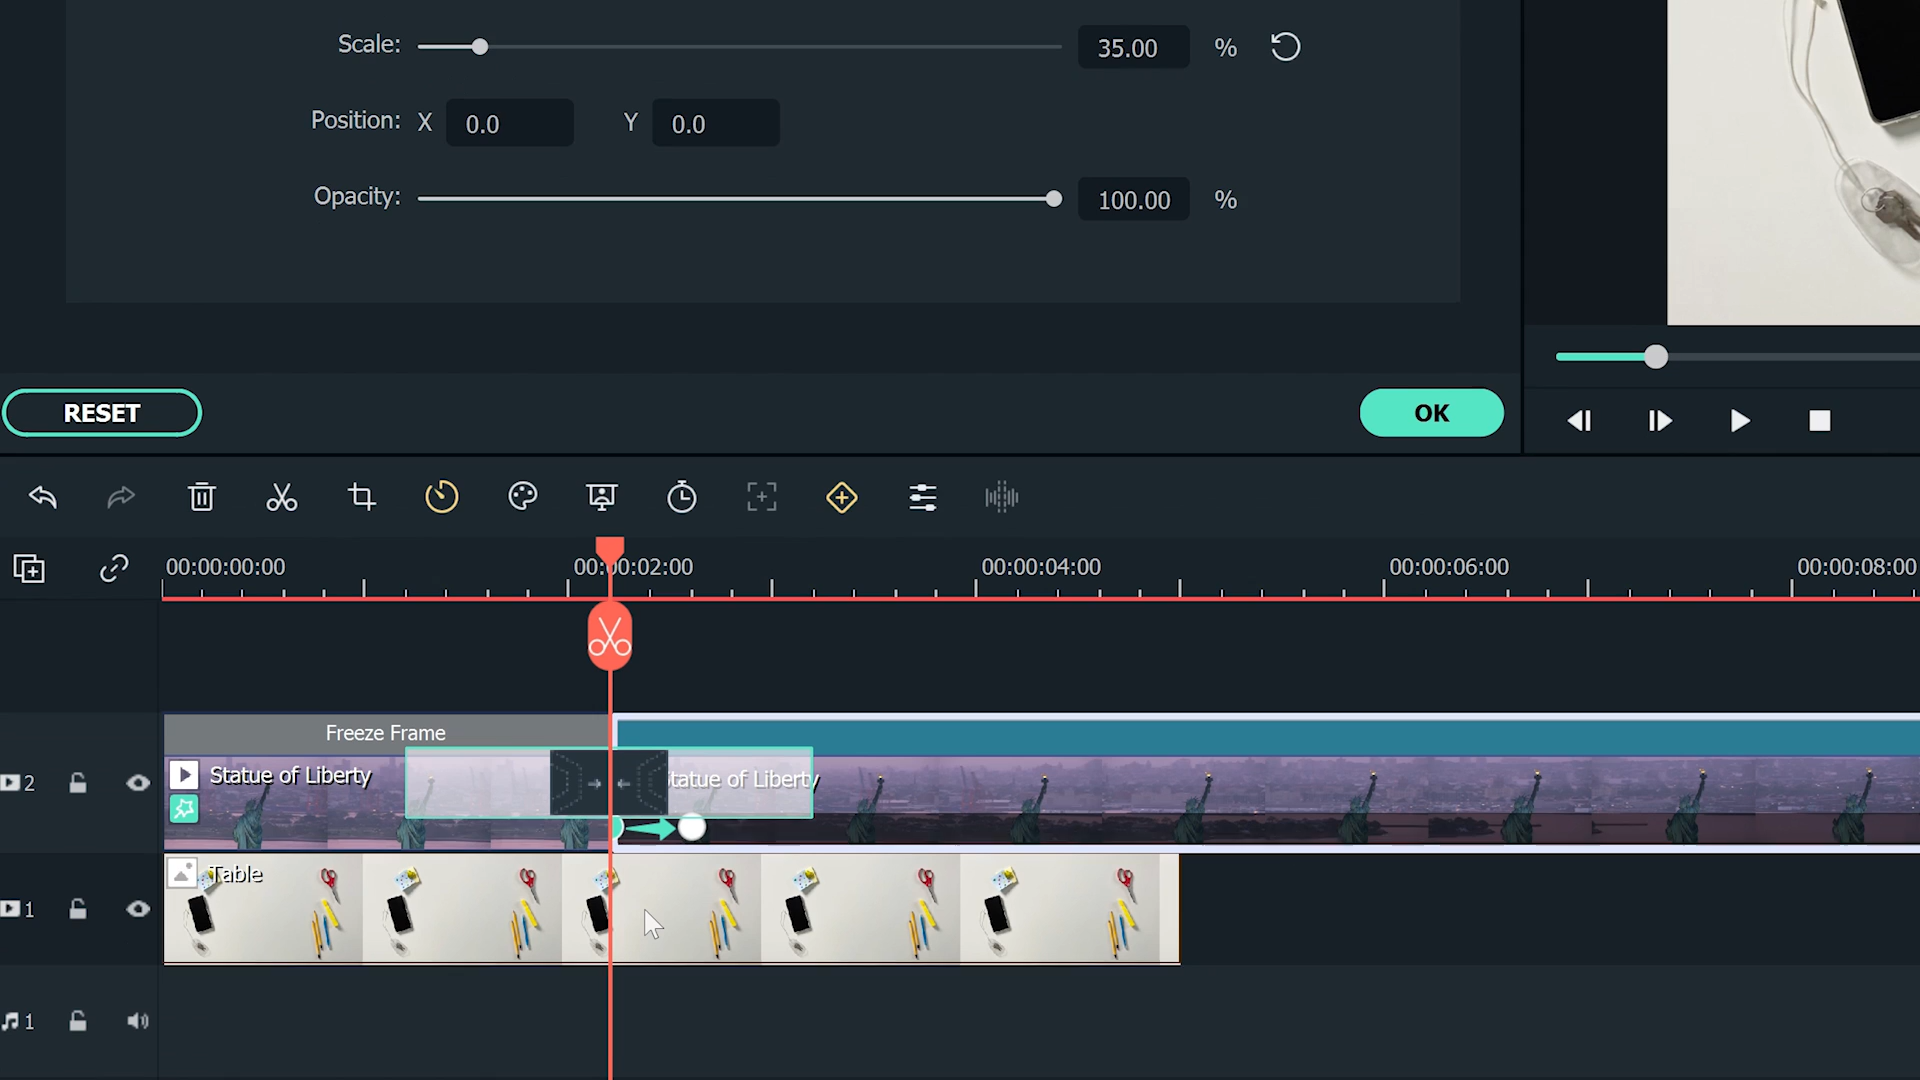 Scale: 35.00 %
Position: X 0.0 Y 0.0
Opacity: 100.00 %
RESET OK
00:00:00:00 00:00:02:00 00:00:04:00 00:00:06:00 00:00:08:00
Freeze Frame
2 Statue of Liberty Statue of Liberty
1 Table
1